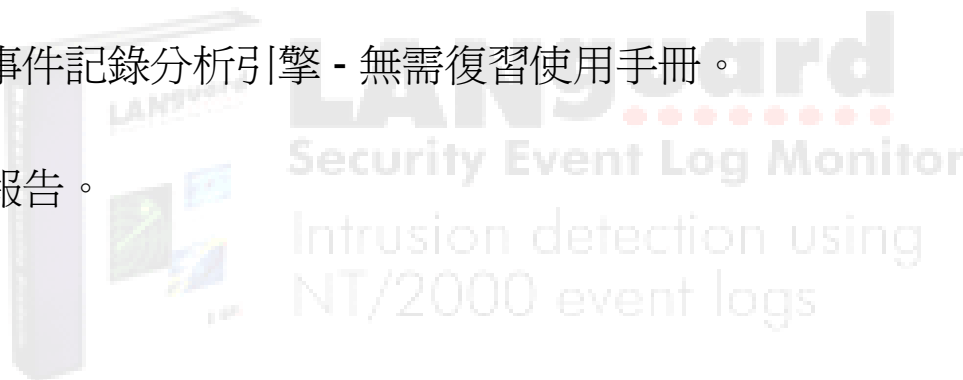 事件記錄分析引擎 - 無需復習使用手冊。
報告。
LANguard
LANguard
Security Event Log Monitor
Intrusion detection using
NT/2000 event logs